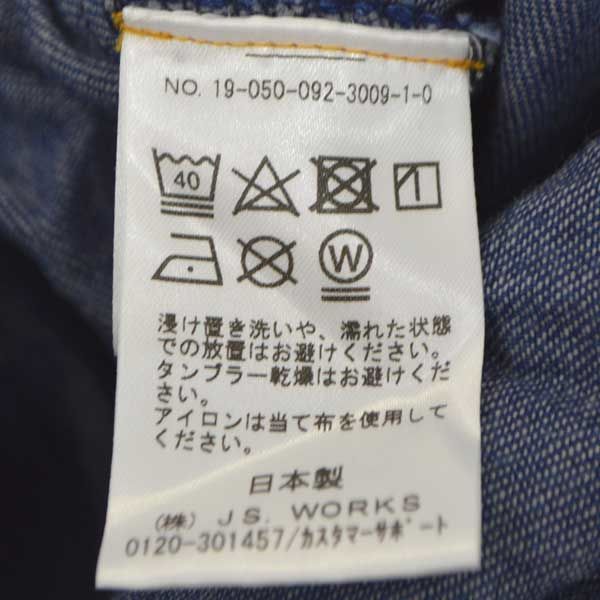 NO. 19-050-092-3009-1-0
40
W
浸け置き洗いや、濡れた状態
での放置はお避けください。
タンブラー乾燥はお避けくだ
さい。
アイロンは当て布を使用して
ください。
日本製
(株) J.S. WORKS
0120-301457/カスタマーサポート